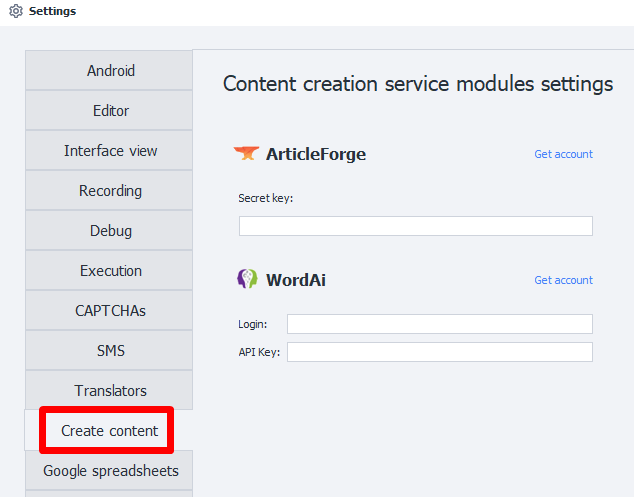 Settings
Android
Editor
Interface view
Recording
Debug
Execution
CAPTCHAs
SMS
Translators
Create content
Google spreadsheets
Content creation service modules settings
ArticleForge
Get account
Secret key:
WordAi
Get account
Login:
API Key: